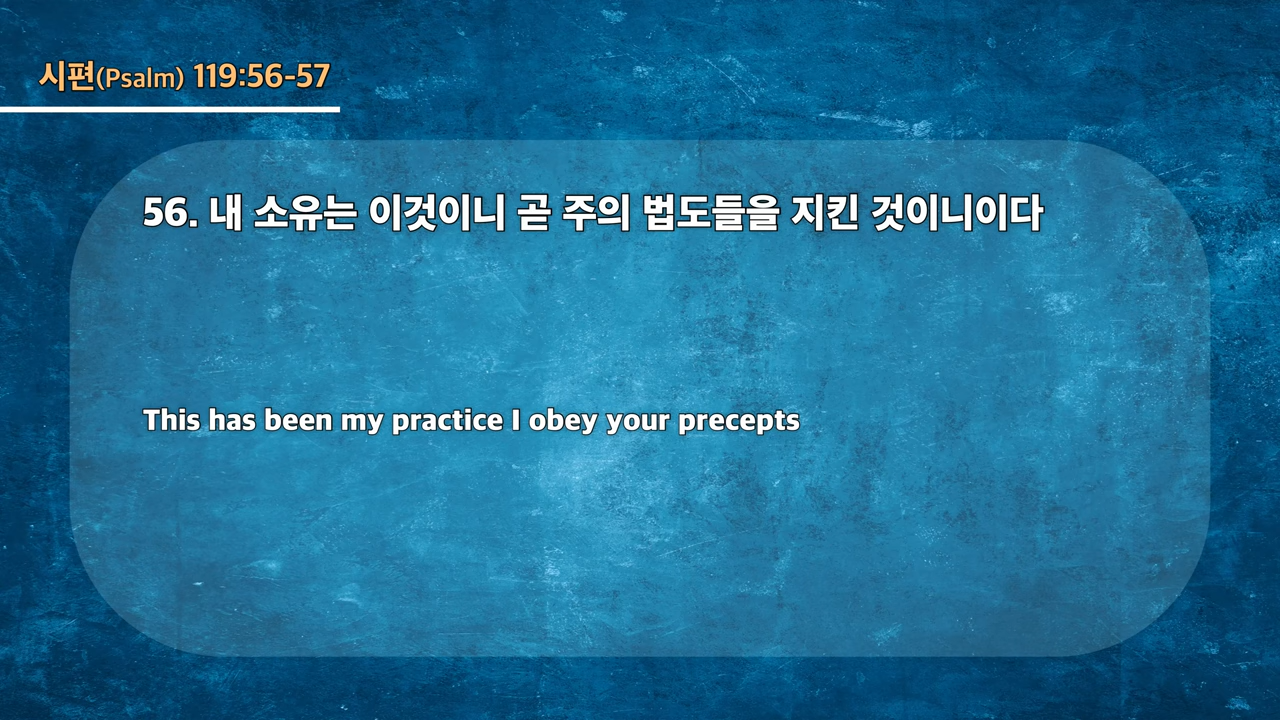 시편(Psalm) 119:56-57
56. 내 소유는 이것이니 곧 주의 법도들을 지킨 것이니이다
This has been my practice I obey your precepts